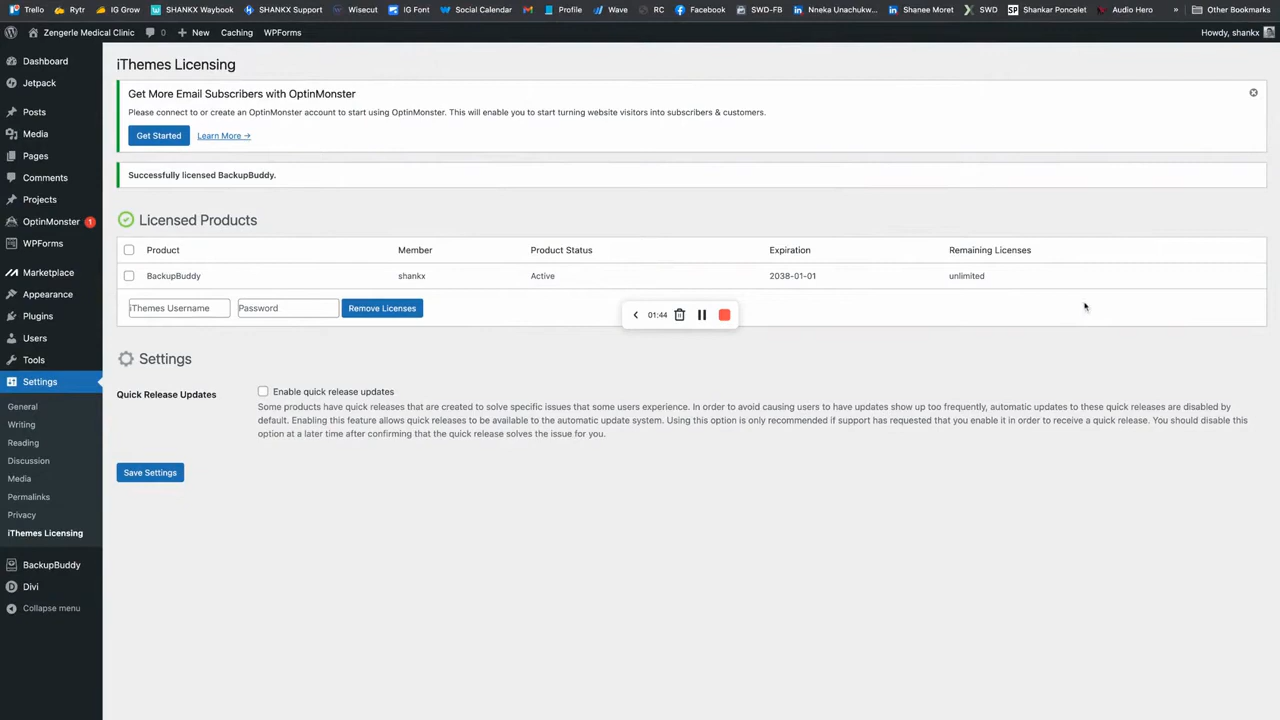 Trello Rytr IG Grow SHANKX Waybook SHANKX Support Wisecut IG Font Social Calendar Profile Wave RC Facebook SWD-FB Nneka Unachukw... Shanee Moret SWD Shankar Poncelet Audio Hero » Other Bookmarks
Zengerle Medical Clinic 0 New Caching WPForms Howdy, shankx
Dashboard
Jetpack
Posts
Media
Pages
Comments
Projects
OptinMonster 1
WPForms
Marketplace
Appearance
Plugins
Users
Tools
Settings
General
Writing
Reading
Discussion
Media
Permalinks
Privacy
iThemes Licensing
BackupBuddy
Divi
Collapse menu
iThemes Licensing
Get More Email Subscribers with OptinMonster
Please connect to or create an OptinMonster account to start using OptinMonster. This will enable you to start turning website visitors into subscribers & customers.
Get Started Learn More →
Successfully licensed BackupBuddy.
Licensed Products
Product Member Product Status Expiration Remaining Licenses
BackupBuddy shankx Active 2038-01-01 unlimited
iThemes Username Password Remove Licenses
01:44
Settings
Quick Release Updates Enable quick release updates
Some products have quick releases that are created to solve specific issues that some users experience. In order to avoid causing users to have updates show up too frequently, automatic updates to these quick releases are disabled by
default. Enabling this feature allows quick releases to be available to the automatic update system. Using this option is only recommended if support has requested that you enable it in order to receive a quick release. You should disable this
option at a later time after confirming that the quick release solves the issue for you.
Save Settings